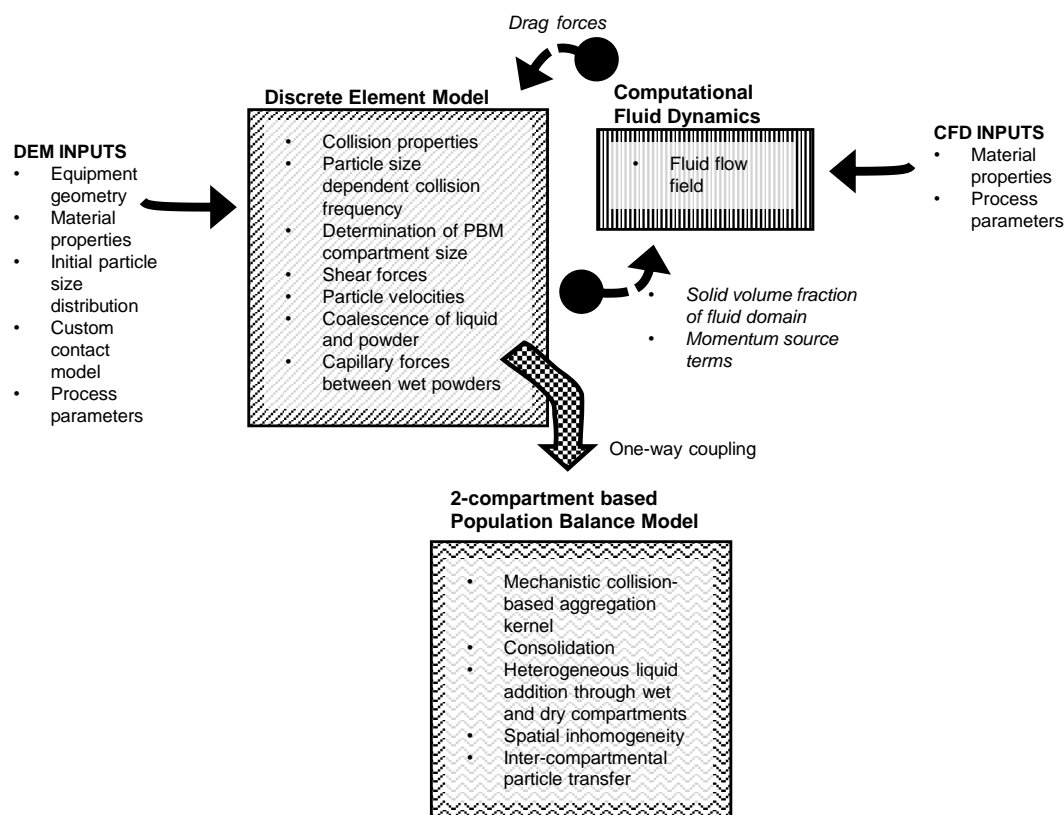 Drag forces
Discrete Element Model
• Collision properties
• Particle size
dependent collision
frequency
• Determination of PBM
compartment size
• Shear forces
• Particle velocities
• Coalescence of liquid
and powder
• Capillary forces
between wet powders
Computational
Fluid Dynamics
• Fluid flow
field
DEM INPUTS
• Equipment
geometry
• Material
properties
• Initial particle
size
distribution
• Custom
contact
model
• Process
parameters
CFD INPUTS
• Material
properties
• Process
parameters
• Solid volume fraction
of fluid domain
• Momentum source
terms
One-way coupling
2-compartment based
Population Balance Model
• Mechanistic collision-
based aggregation
kernel
• Consolidation
• Heterogeneous liquid
addition through wet
and dry compartments
• Spatial inhomogeneity
• Inter-compartmental
particle transfer